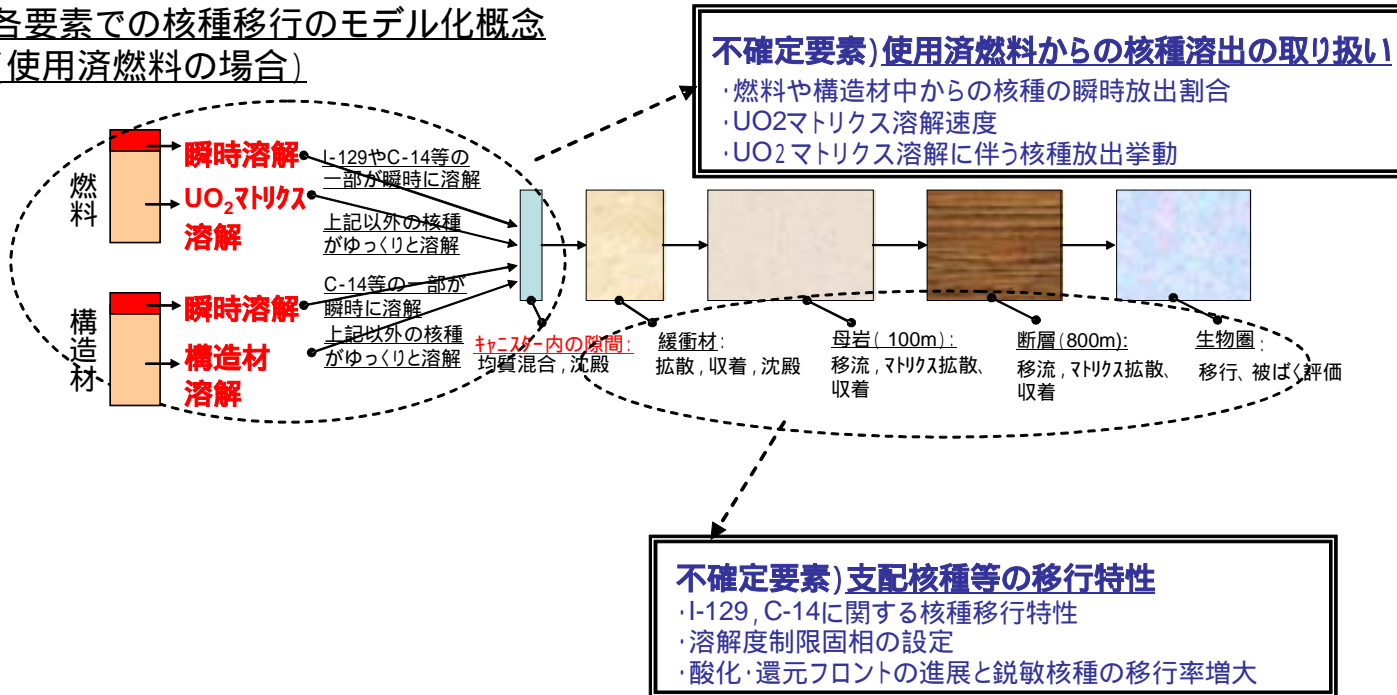 各要素での核種移行のモデル化概念
(使用済燃料の場合)
不確定要素)使用済燃料からの核種溶出の取り扱い
・燃料や構造材中からの核種の瞬時放出割合
・UO2マトリクス溶解速度
・UO2マトリクス溶解に伴う核種放出挙動
燃料
瞬時溶解
UO2マトリクス
溶解
I-129やC-14等の
一部が瞬時に溶解
上記以外の核種
がゆっくりと溶解
構造材
瞬時溶解
構造材
溶解
C-14等の一部が
瞬時に溶解
上記以外の核種
がゆっくりと溶解
キャニスター内の隙間:
均質混合,沈殿
緩衝材:
拡散,収着,沈殿
母岩(100m):
移流,マトリクス拡散、
収着
断層(800m):
移流,マトリクス拡散、
収着
生物圏:
移行、被ばく評価
不確定要素)支配核種等の移行特性
・I-129,C-14に関する核種移行特性
・溶解度制限固相の設定
・酸化・還元フロントの進展と鋭敏核種の移行率増大